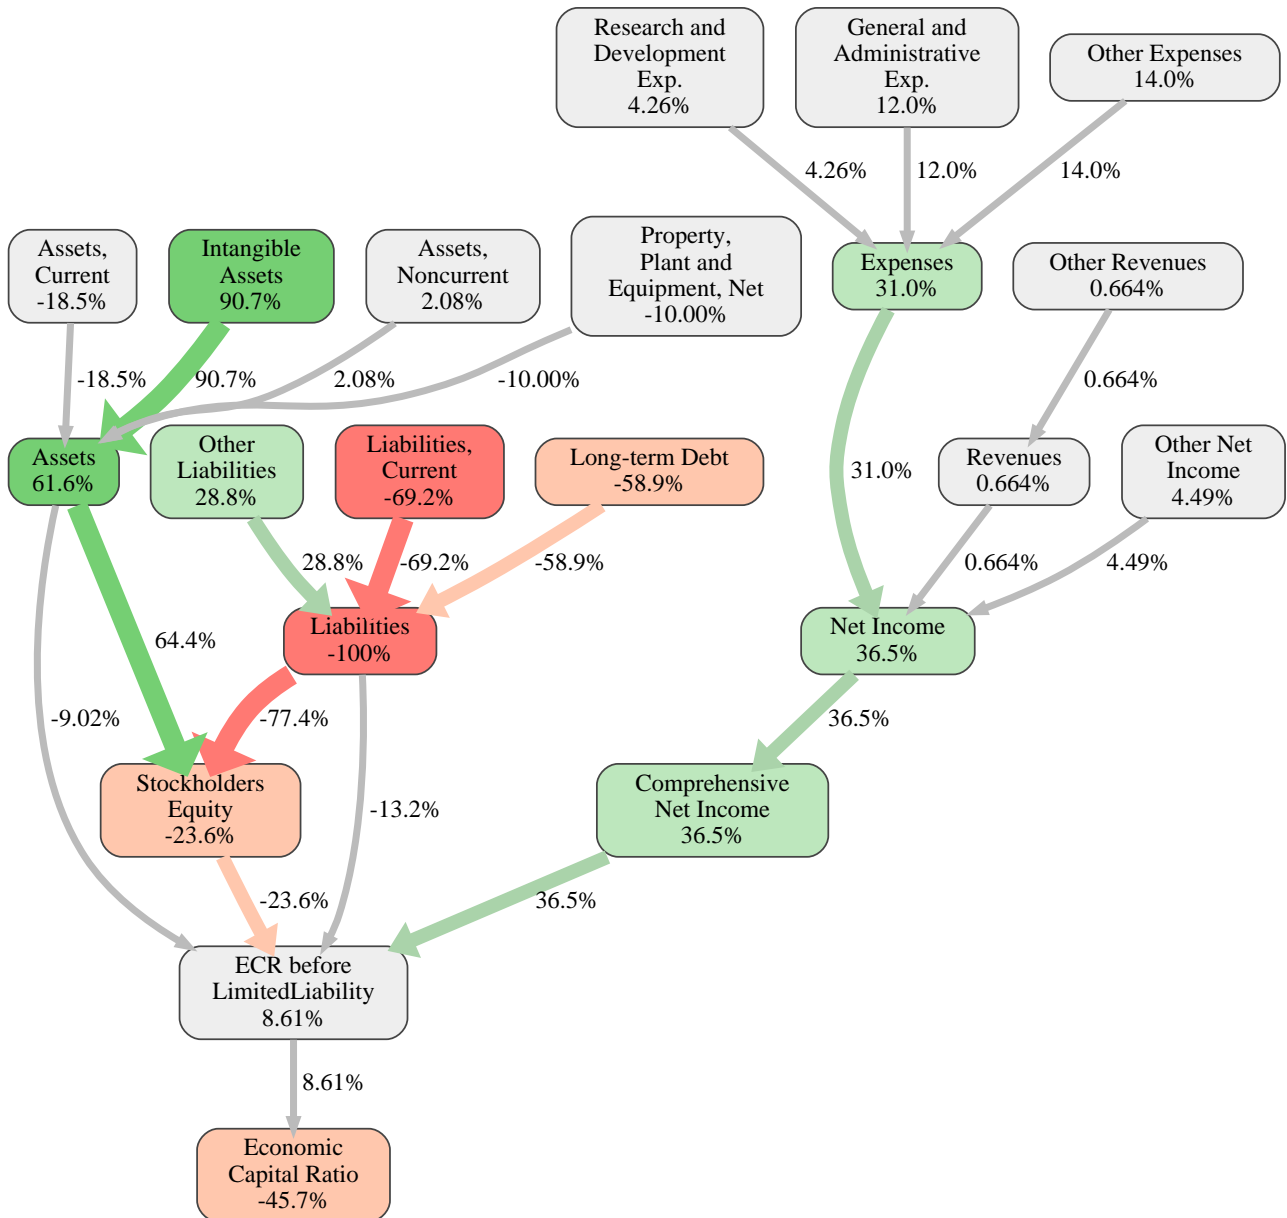 Research and
Development
Exp.
4.26%
General and
Administrative
Exp.
12.0%
Other Expenses
14.0%
4.26%
12.0%
14.0%
Assets,
Current
-18.5%
Intangible
Assets
90.7%
Assets,
Noncurrent
2.08%
Property,
Plant and
Equipment, Net
-10.00%
Expenses
31.0%
Other Revenues
0.664%
-18.5%
90.7%
2.08%
-10.00%
0.664%
Assets
61.6%
Other
Liabilities
28.8%
Liabilities,
Current
-69.2%
Long-term Debt
-58.9%
31.0%
Revenues
0.664%
Other Net
Income
4.49%
28.8%
-69.2%
-58.9%
0.664%
4.49%
Liabilities
-100%
Net Income
36.5%
64.4%
-9.02%
-77.4%
36.5%
Stockholders
Equity
-23.6%
-13.2%
Comprehensive
Net Income
36.5%
-23.6%
36.5%
ECR before
LimitedLiability
8.61%
8.61%
Economic
Capital Ratio
-45.7%